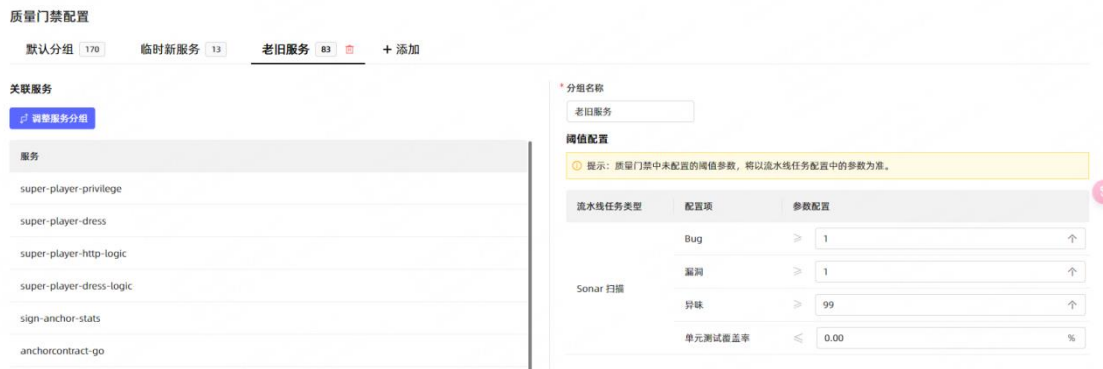 质量门禁配置
默认分组 170 临时新服务 13 老旧服务 83 + 添加
关联服务
调整服务分组
服务
super-player-privilege
super-player-dress
super-player-http-logic
super-player-dress-logic
sign-anchor-stats
anchorcontract-go
* 分组名称
老旧服务
阈值配置
提示：质量门禁中未配置的阈值参数，将以流水线任务配置中的参数为准。
流水线任务类型 配置项 参数配置
Sonar 扫描
Bug ≥ 1
漏洞 ≥ 1
异味 ≥ 99
单元测试覆盖率 ≤ 0.00 %